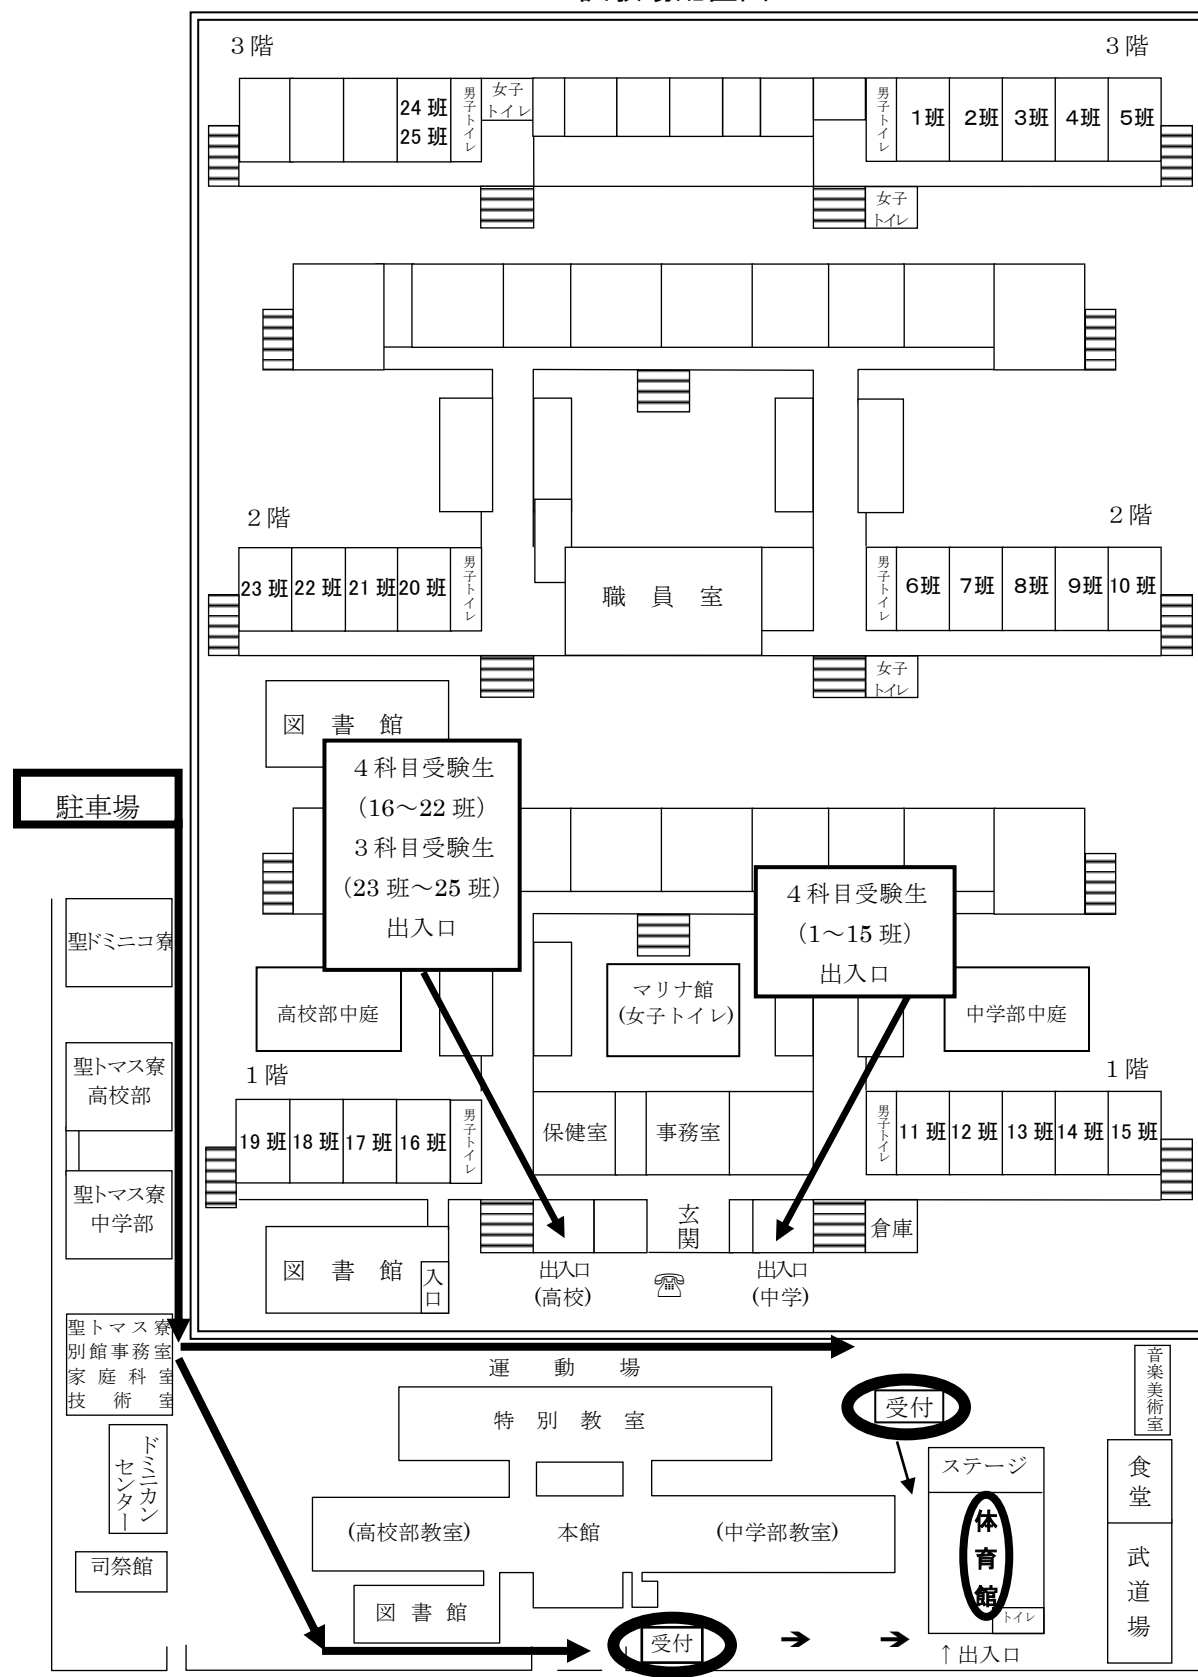 3階
3階
24 班
25 班
男子トイレ
女子
トイレ
男子トイレ
1班
2班
3班
4班
5班
女子
トイレ
2階
2階
23 班
22 班
21 班
20 班
男子トイレ
職 員 室
男子トイレ
6班
7班
8班
9班
10 班
女子
トイレ
図 書 館
4科目受験生
(16〜22 班)
3科目受験生
(23 班〜25 班)
出入口
駐車場
4科目受験生
(1〜15 班)
出入口
聖ドミニコ寮
高校部中庭
マリナ館
(女子トイレ)
中学部中庭
聖トマス寮
高校部
1階
1階
19 班
18 班
17 班
16 班
男子トイレ
保健室
事務室
男子トイレ
11 班
12 班
13 班
14 班
15 班
聖トマス寮
中学部
図 書 館
入口
玄関
倉庫
出入口
(高校)
☎
出入口
(中学)
聖トマス寮
別館事務室
家庭科室
技術室
運 動 場
音楽美術室
特 別 教 室
受付
ドミニカン
センター
ステージ
食堂
(高校部教室)
本館
(中学部教室)
体育館
司祭館
武道場
図 書 館
トイレ
受付
➔ ➔
↑出入口